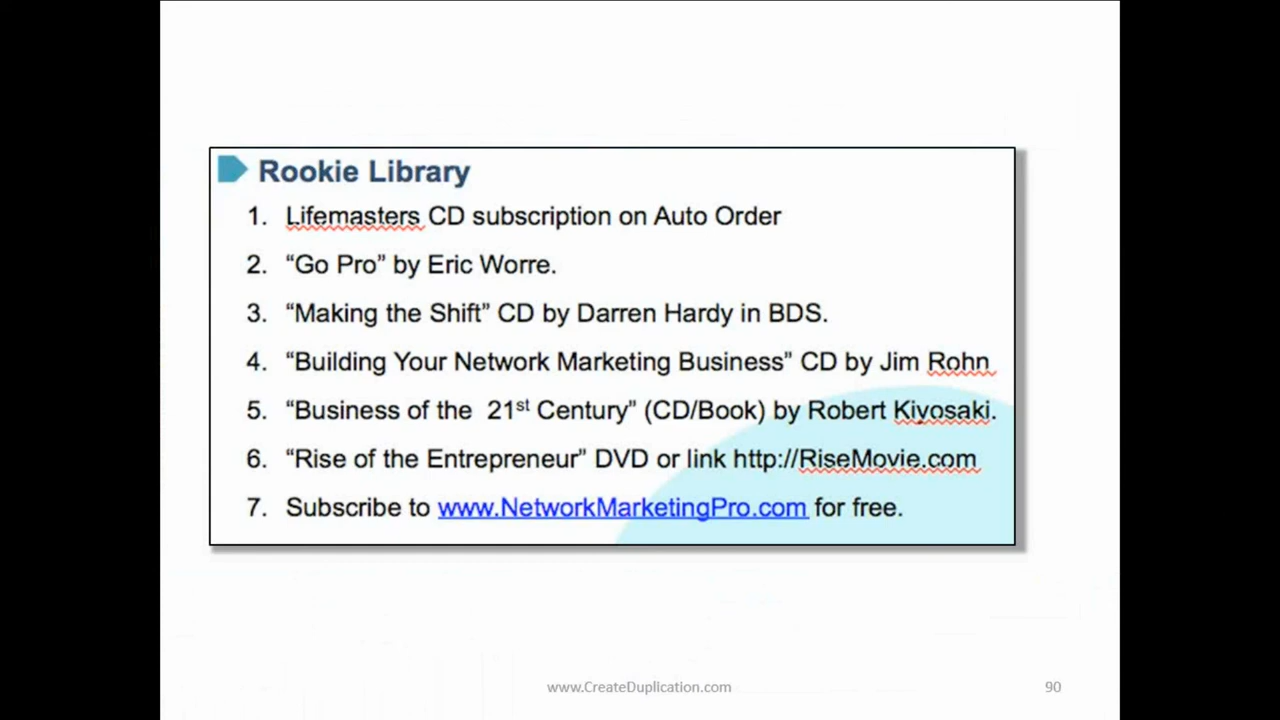 Rookie Library
1. Lifemasters CD subscription on Auto Order
2. “Go Pro” by Eric Worre.
3. “Making the Shift” CD by Darren Hardy in BDS.
4. “Building Your Network Marketing Business” CD by Jim Rohn
5. “Business of the 21st Century” (CD/Book) by Robert Kiyosaki.
6. “Rise of the Entrepreneur” DVD or link http://RiseMovie.com
7. Subscribe to www.NetworkMarketingPro.com for free.
www.CreateDuplication.com 90